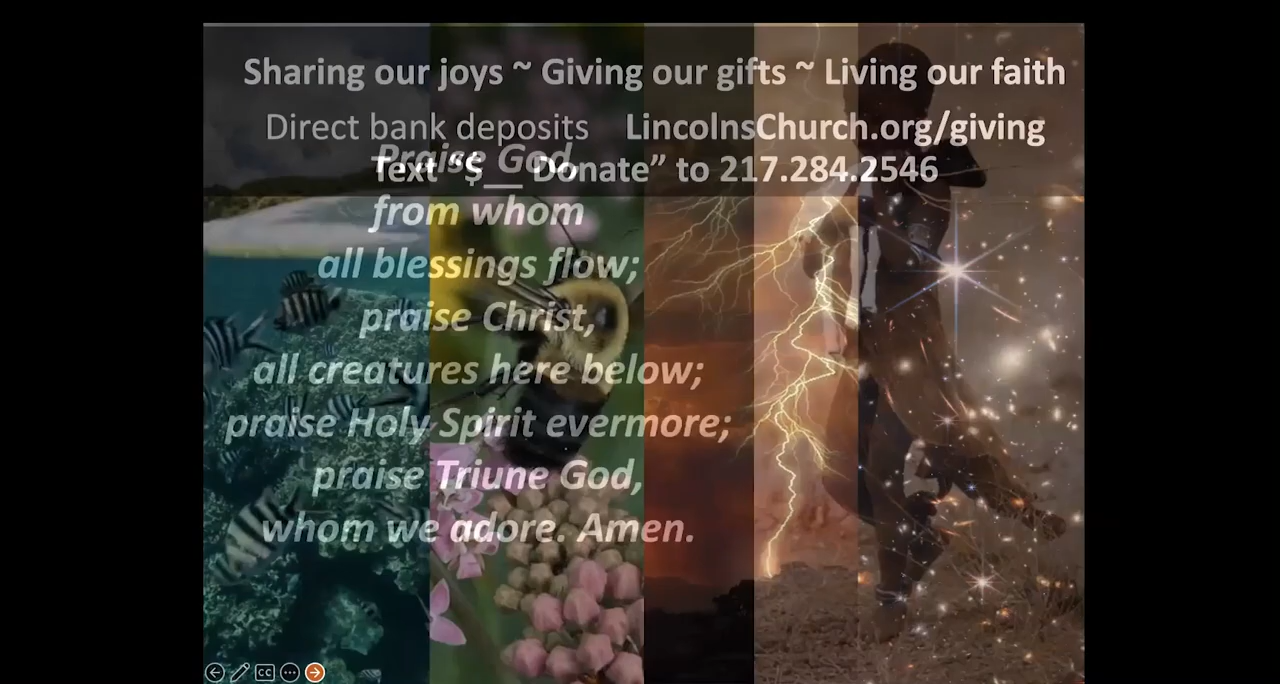 Sharing our joys ~ Giving our gifts ~ Living our faith
Direct bank deposits LincolnsChurch.org/giving
Text “$__ Donate” to 217.284.2546
Praise God,
from whom
all blessings flow;
praise Christ,
all creatures here below;
praise Holy Spirit evermore;
praise Triune God,
whom we adore. Amen.
CC